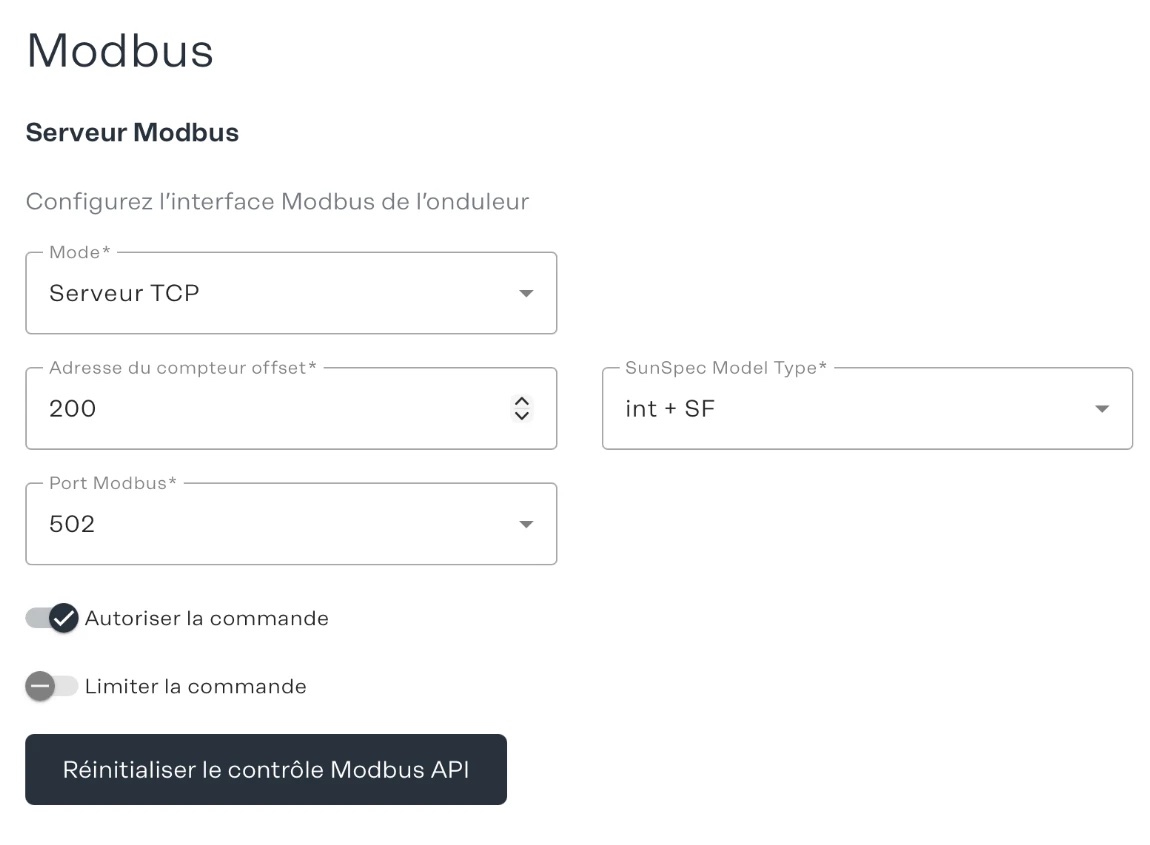 Modbus
Serveur Modbus
Configurez l’interface Modbus de l’onduleur
Mode*
Serveur TCP
Adresse du compteur offset*
200
SunSpec Model Type*
int + SF
Port Modbus*
502
Autoriser la commande
Limiter la commande
Réinitialiser le contrôle Modbus API